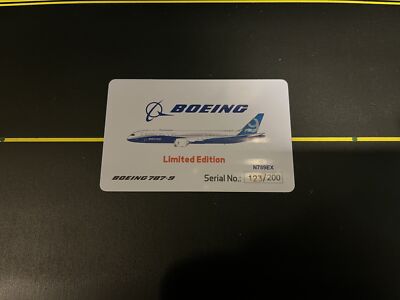 BOEING
Limited Edition
N789EX
BOEING 787-9
Serial No.: 123/200